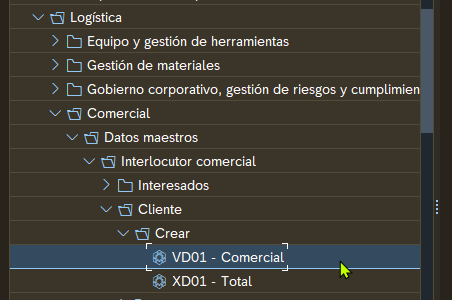 Logística
Equipo y gestión de herramientas
Gestión de materiales
Gobierno corporativo, gestión de riesgos y cumplimien
Comercial
Datos maestros
Interlocutor comercial
Interesados
Cliente
Crear
VD01 - Comercial
XD01 - Total